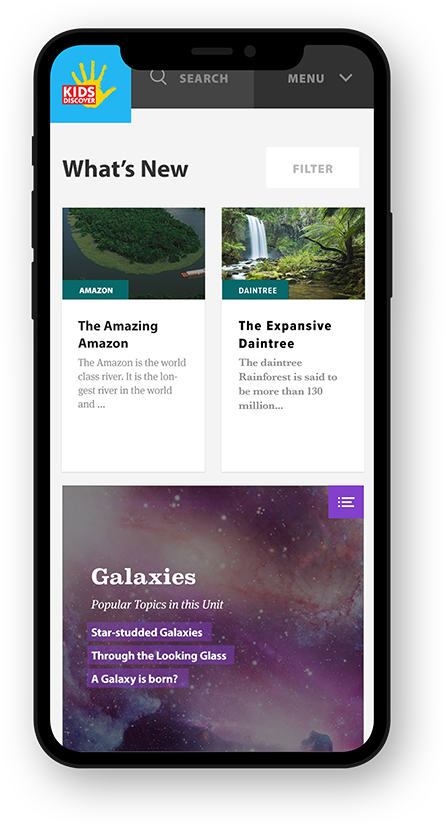 KIDS
DISCOVER
SEARCH
MENU
What's New
FILTER
AMAZON
The Amazing
Amazon
The Amazon is the world
class river. It is the lon-
gest river in the world
and ...
DAINTREE
The Expansive
Daintree
The daintree
Rainforest is said to
be more than 130
million...
Galaxies
Popular Topics in this Unit
Star-studded Galaxies
Through the Looking Glass
A Galaxy is born?